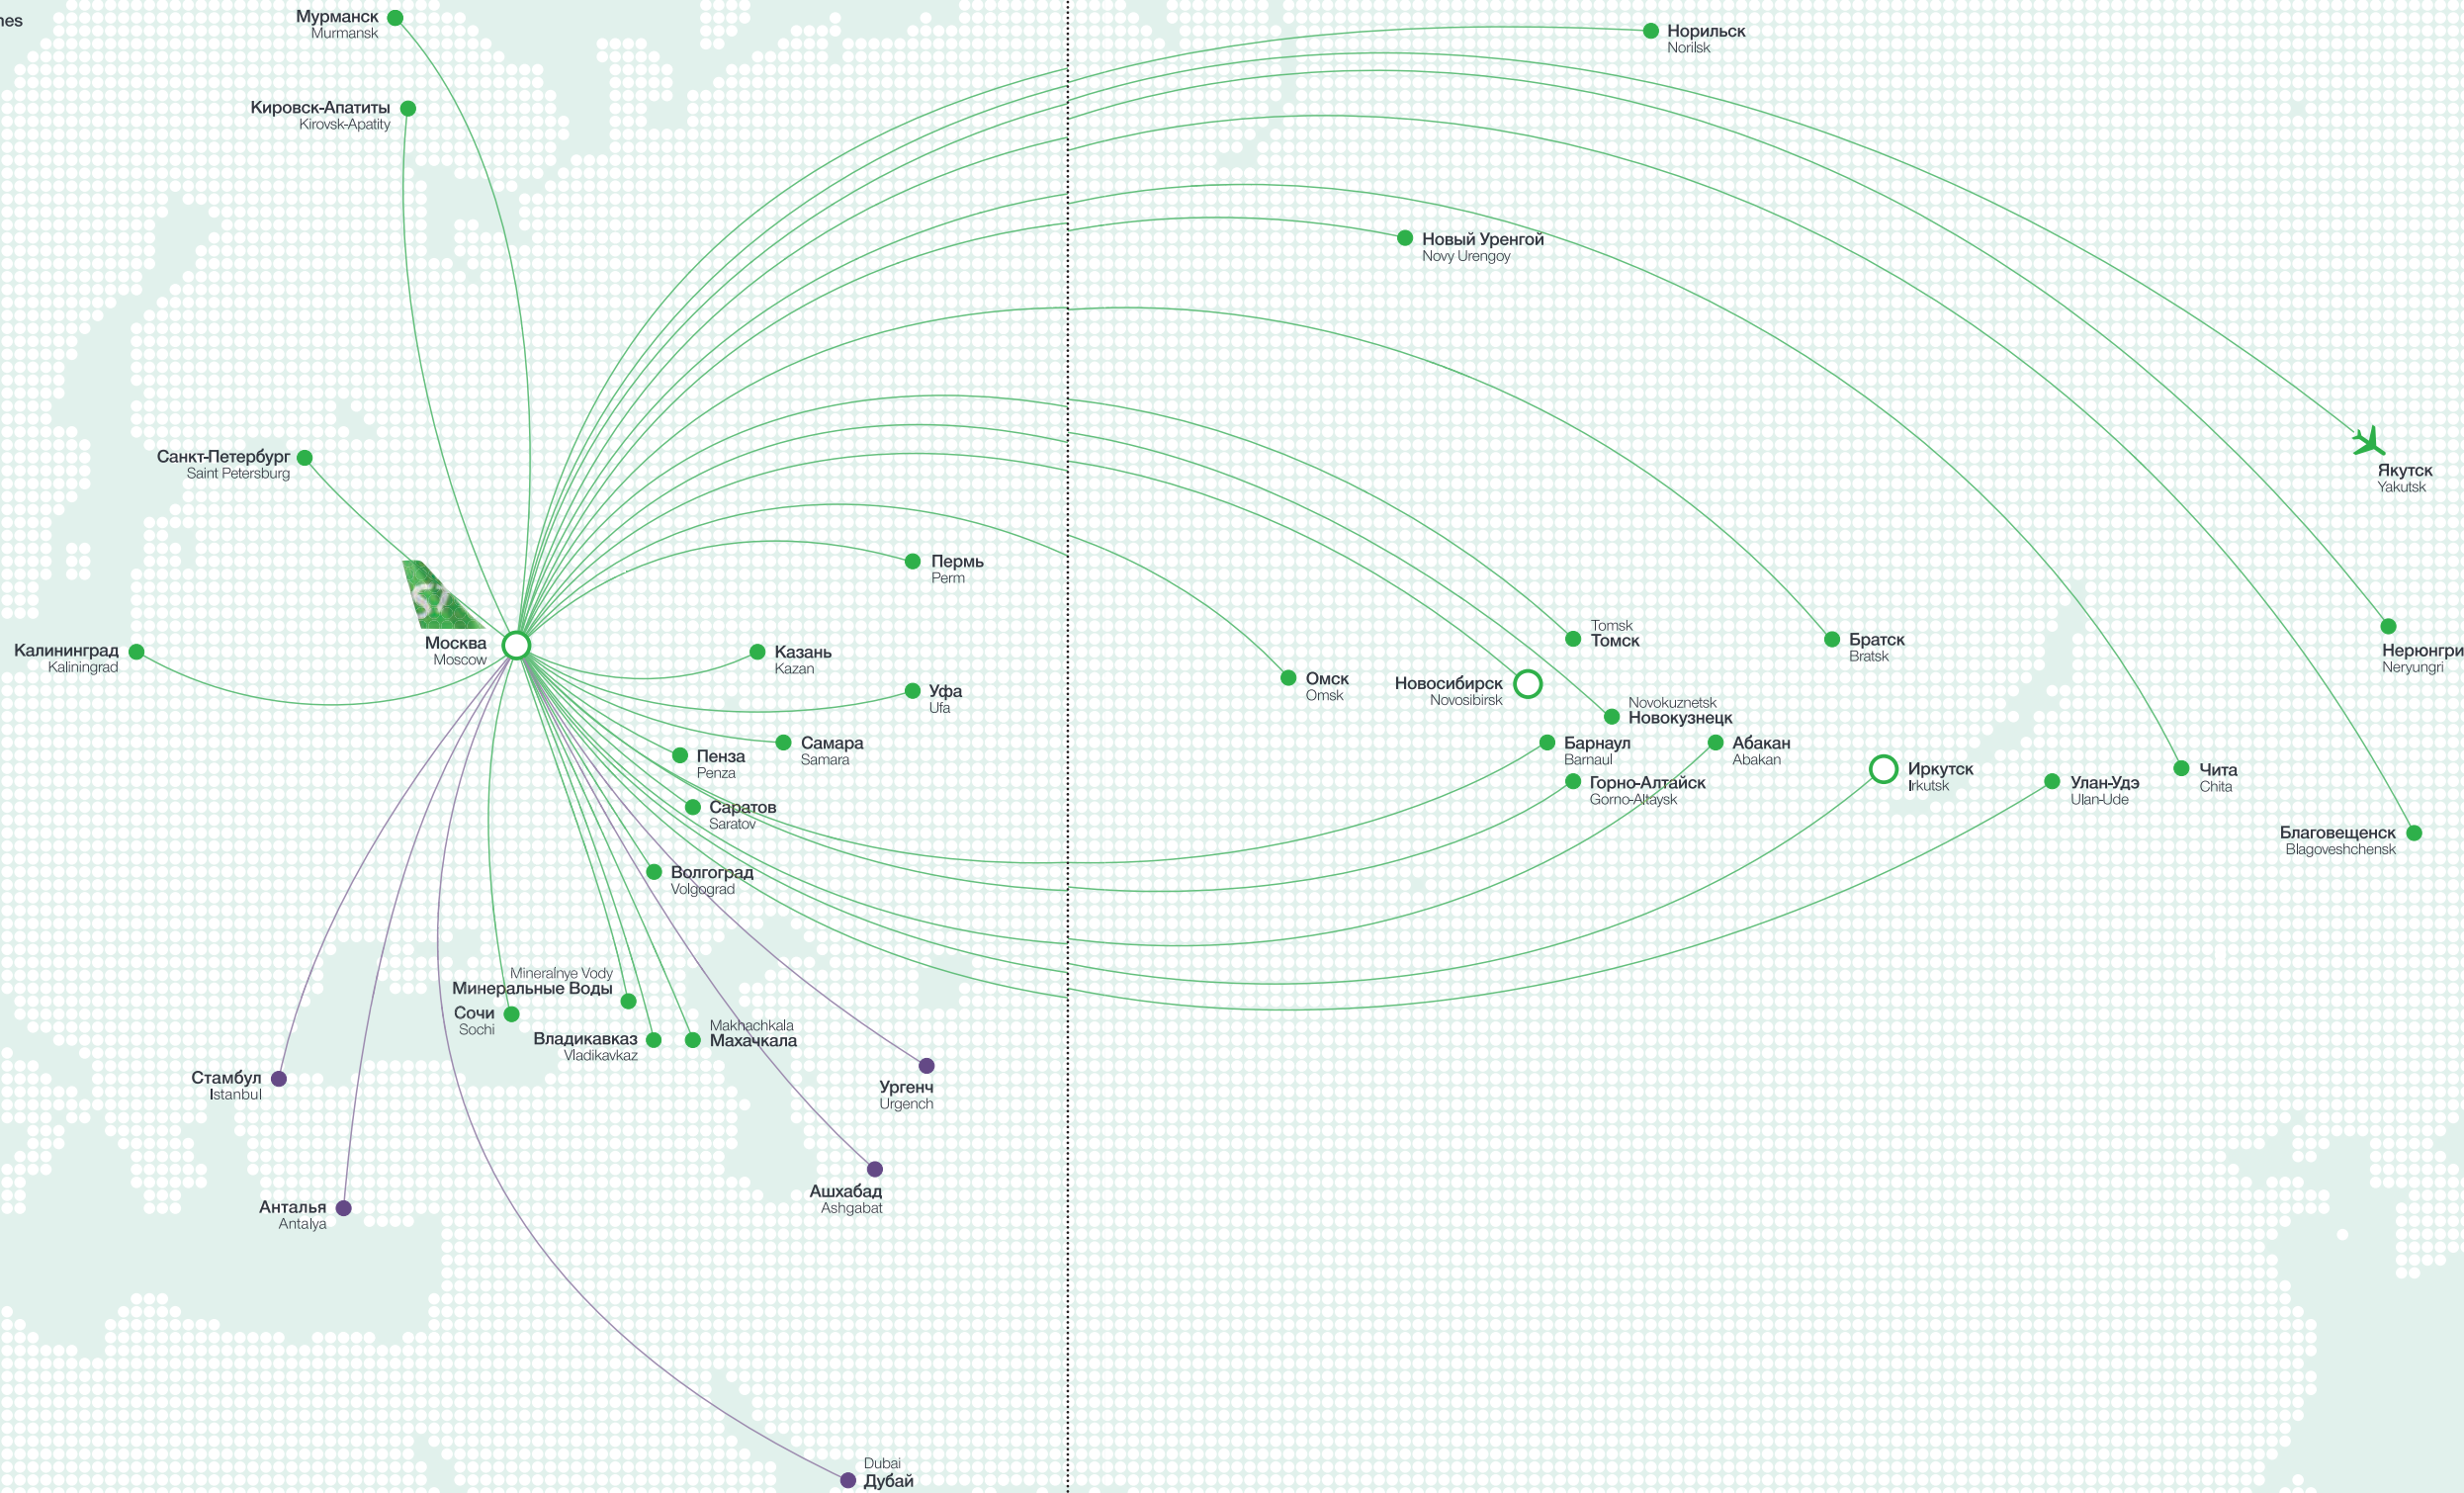 nes
Мурманск
Murmansk
Норильск
Norilsk
Кировск-Апатиты
Kirovsk-Apatity
Новый Уренгой
Novy Urengoy
Санкт-Петербург
Saint Petersburg
Якутск
Yakutsk
Пермь
Perm
S7
Москва
Moscow
Калининград
Kaliningrad
Казань
Kazan
Tomsk
Томск
Братск
Bratsk
Нерюнгри
Neryungri
Уфа
Ufa
Омск
Omsk
Новосибирск
Novosibirsk
Novokuznetsk
Новокузнецк
Самара
Samara
Пенза
Penza
Барнаул
Barnaul
Абакан
Abakan
Горно-Алтайск
Gorno-Altaysk
Иркутск
Irkutsk
Улан-Удэ
Ulan-Ude
Чита
Chita
Саратов
Saratov
Благовещенск
Blagoveshchensk
Волгоград
Volgograd
Mineralnye Vody
Минеральные Воды
Сочи
Sochi
Владикавказ
Vladikavkaz
Makhachkala
Махачкала
Стамбул
Istanbul
Ургенч
Urgench
Ашхабад
Ashgabat
Анталья
Antalya
Dubai
Дубай